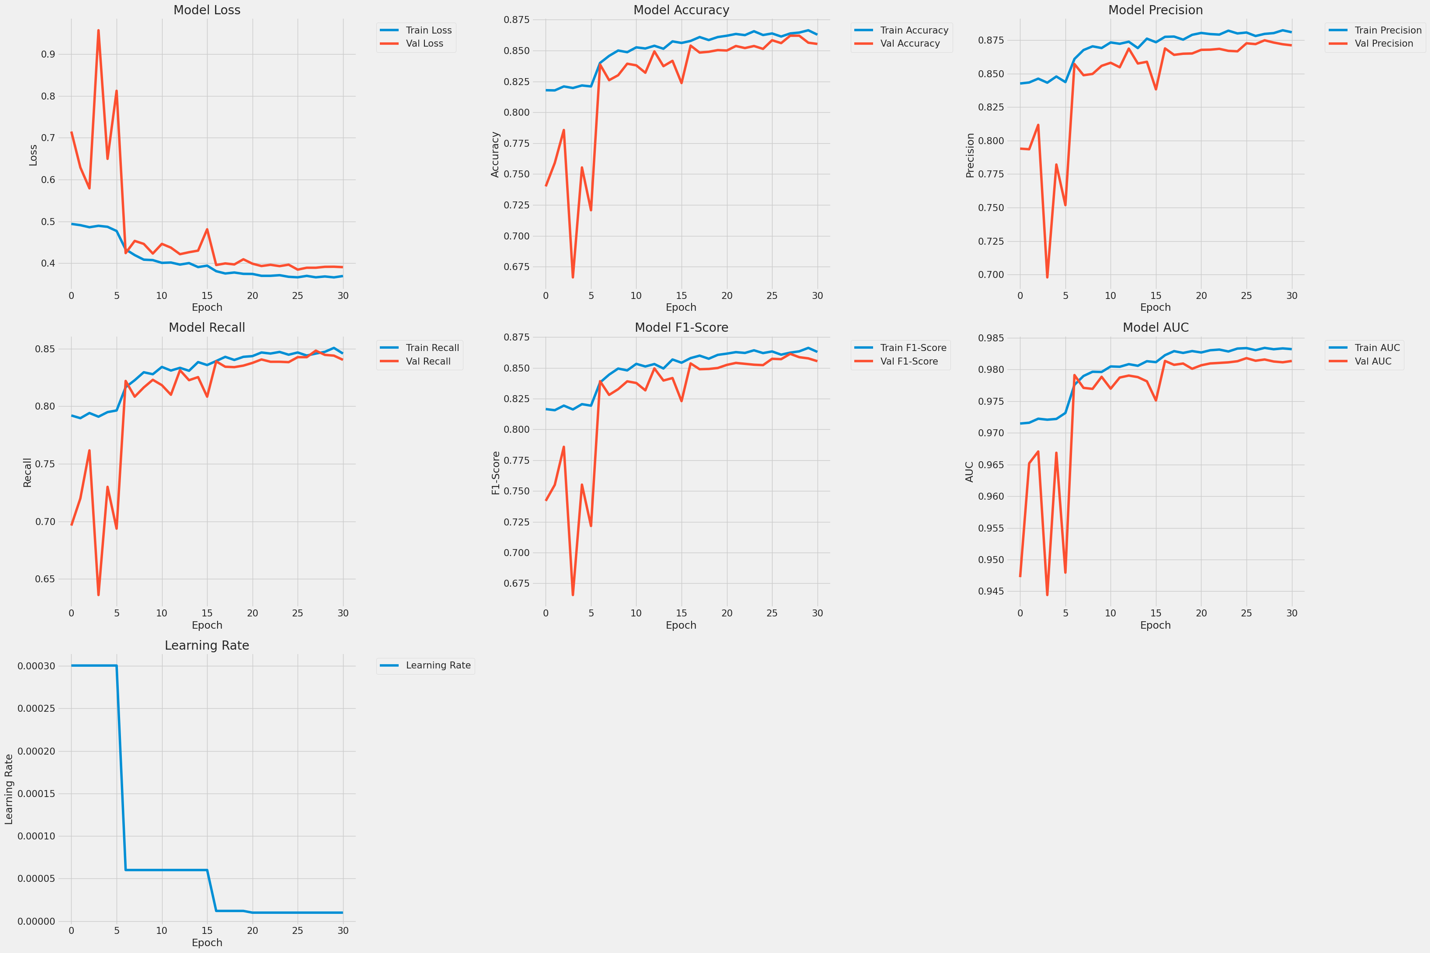 Model Loss
Train Loss
Val Loss
Loss
0.9
0.8
0.7
0.6
0.5
0.4
0 5 10 15 20 25 30
Epoch
Model Accuracy
Train Accuracy
Val Accuracy
Accuracy
0.875
0.850
0.825
0.800
0.775
0.750
0.725
0.700
0.675
0 5 10 15 20 25 30
Epoch
Model Precision
Train Precision
Val Precision
Precision
0.875
0.850
0.825
0.800
0.775
0.750
0.725
0.700
0 5 10 15 20 25 30
Epoch
Model Recall
Train Recall
Val Recall
Recall
0.85
0.80
0.75
0.70
0.65
0 5 10 15 20 25 30
Epoch
Model F1-Score
Train F1-Score
Val F1-Score
F1-Score
0.875
0.850
0.825
0.800
0.775
0.750
0.725
0.700
0.675
0 5 10 15 20 25 30
Epoch
Model AUC
Train AUC
Val AUC
AUC
0.985
0.980
0.975
0.970
0.965
0.960
0.955
0.950
0.945
0 5 10 15 20 25 30
Epoch
Learning Rate
Learning Rate
Learning Rate
0.00030
0.00025
0.00020
0.00015
0.00010
0.00005
0.00000
0 5 10 15 20 25 30
Epoch